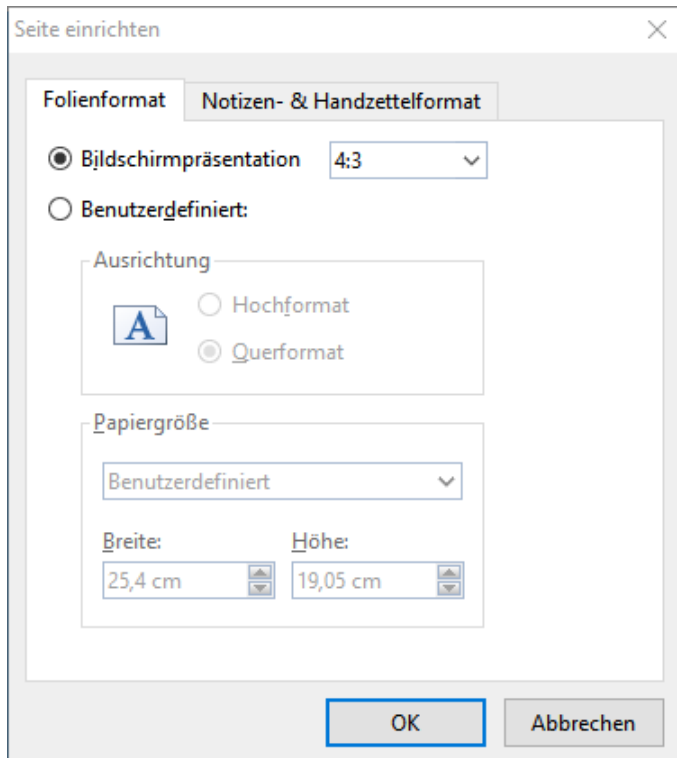 Seite einrichten
Folienformat Notizen- & Handzettelformat
Bildschirmpräsentation 4:3
Benutzerdefiniert:
Ausrichtung
A
Hochformat
Querformat
Papiergröße
Benutzerdefiniert
Breite: Höhe:
25,4 cm 19,05 cm
OK Abbrechen